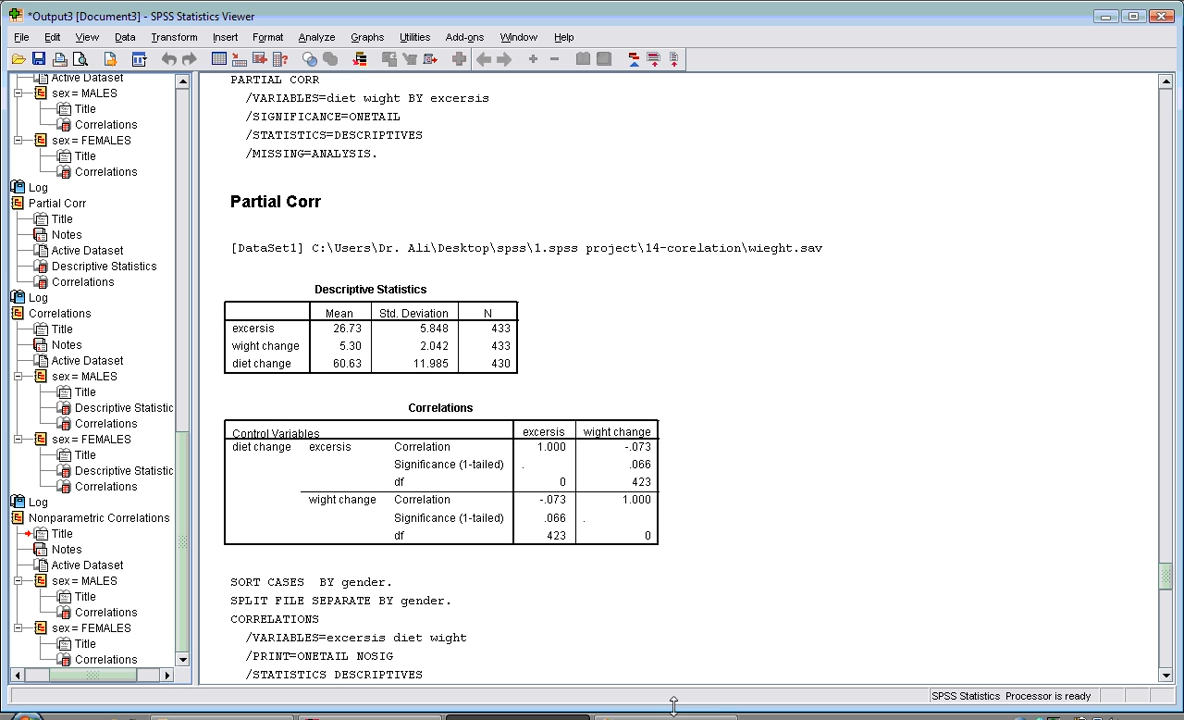 *Output3 [Document3] - SPSS Statistics Viewer
File Edit View Data Transform Insert Format Analyze Graphs Utilities Add-ons Window Help
Active Dataset
sex = MALES
Title
Correlations
sex = FEMALES
Title
Correlations
Log
Partial Corr
Title
Notes
Active Dataset
Descriptive Statistics
Correlations
Log
Correlations
Title
Notes
Active Dataset
sex = MALES
Title
Descriptive Statistic
Correlations
sex = FEMALES
Title
Descriptive Statistic
Correlations
Log
Nonparametric Correlations
Title
Notes
Active Dataset
sex = MALES
Title
Correlations
sex = FEMALES
Title
Correlations
PARTIAL CORR
/VARIABLES=diet wight BY excersis
/SIGNIFICANCE=ONETAIL
/STATISTICS=DESCRIPTIVES
/MISSING=ANALYSIS.
Partial Corr
[DataSet1] C:\Users\Dr. Ali\Desktop\spss\1.spss project\14-corelation\wieght.sav
Descriptive Statistics
Mean Std. Deviation N
excersis 26.73 5.848 433
wight change 5.30 2.042 433
diet change 60.63 11.985 430
Correlations
Control Variables excersis wight change
diet change excersis Correlation 1.000 -.073
Significance (1-tailed) . .066
df 0 423
wight change Correlation -.073 1.000
Significance (1-tailed) .066 .
df 423 0
SORT CASES  BY gender.
SPLIT FILE SEPARATE BY gender.
CORRELATIONS
/VARIABLES=excersis diet wight
/PRINT=ONETAIL NOSIG
/STATISTICS DESCRIPTIVES
SPSS Statistics  Processor is ready